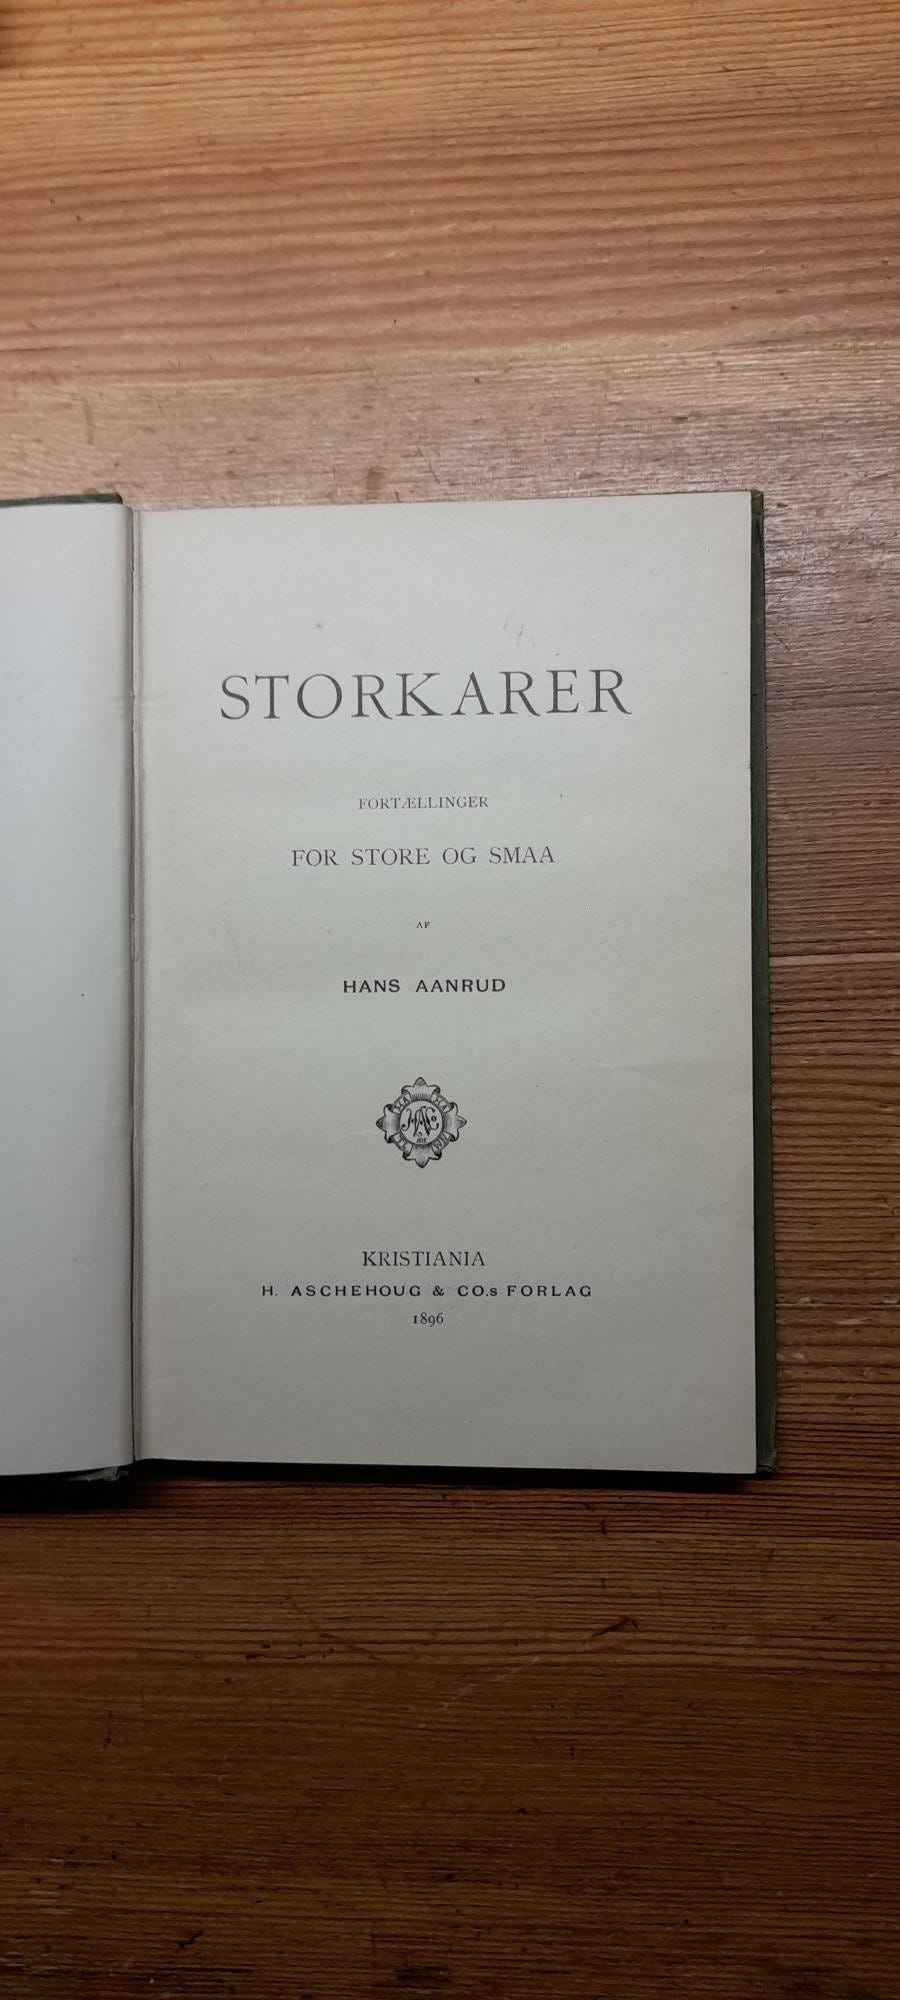 STORKARER
FORTÆLLINGER
FOR STORE OG SMAA
AF
HANS AANRUD
KRISTIANIA
H. ASCHEHOUG & CO.s FORLAG
1896